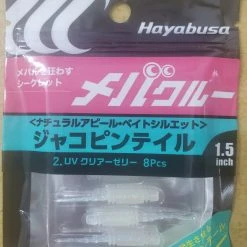 Hayabusa
メバルを狂わす
シークレット
メバクルー
<ナチュラルアピール・ベイトシルエット>
ジャコピンテイル
1.5
inch
2.UV クリアーゼリー 8Pcs